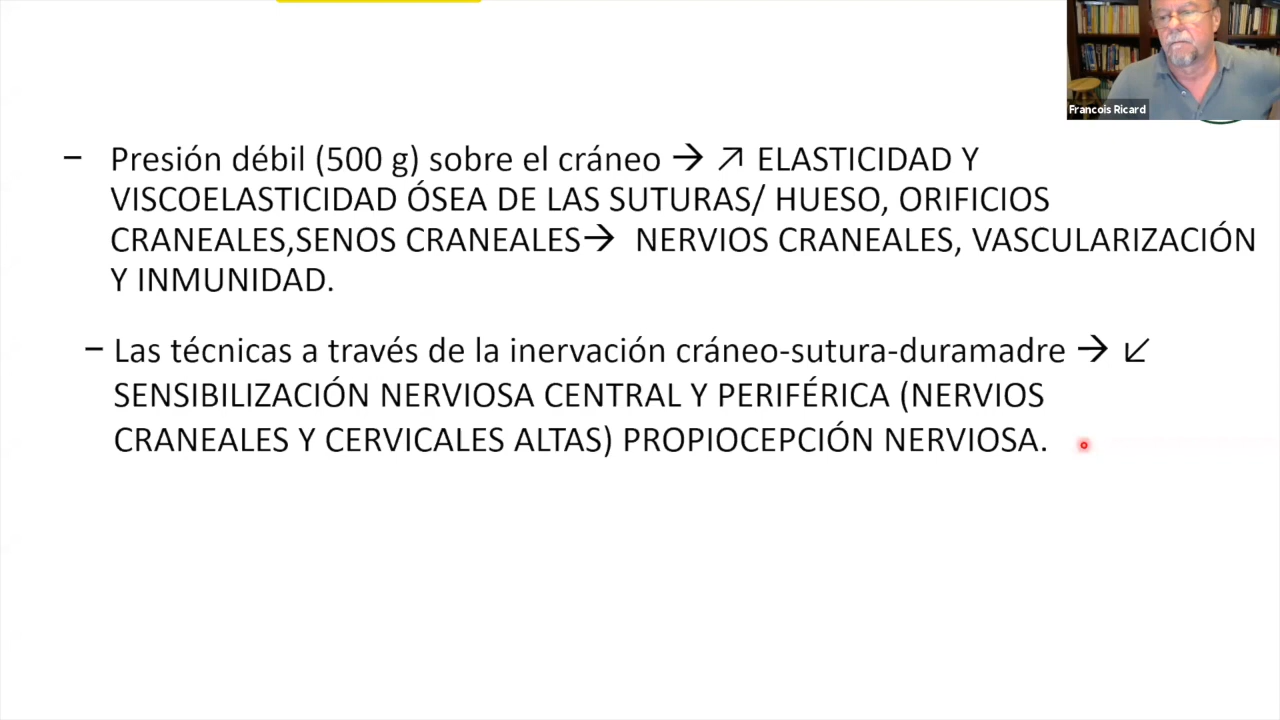 Francois Ricard
– Presión débil (500 g) sobre el cráneo → ↗ ELASTICIDAD Y
VISCOELASTICIDAD ÓSEA DE LAS SUTURAS/ HUESO, ORIFICIOS
CRANEALES,SENOS CRANEALES→ NERVIOS CRANEALES, VASCULARIZACIÓN
Y INMUNIDAD.
– Las técnicas a través de la inervación cráneo-sutura-duramadre → ↙
SENSIBILIZACIÓN NERVIOSA CENTRAL Y PERIFÉRICA (NERVIOS
CRANEALES Y CERVICALES ALTAS) PROPIOCEPCIÓN NERVIOSA.